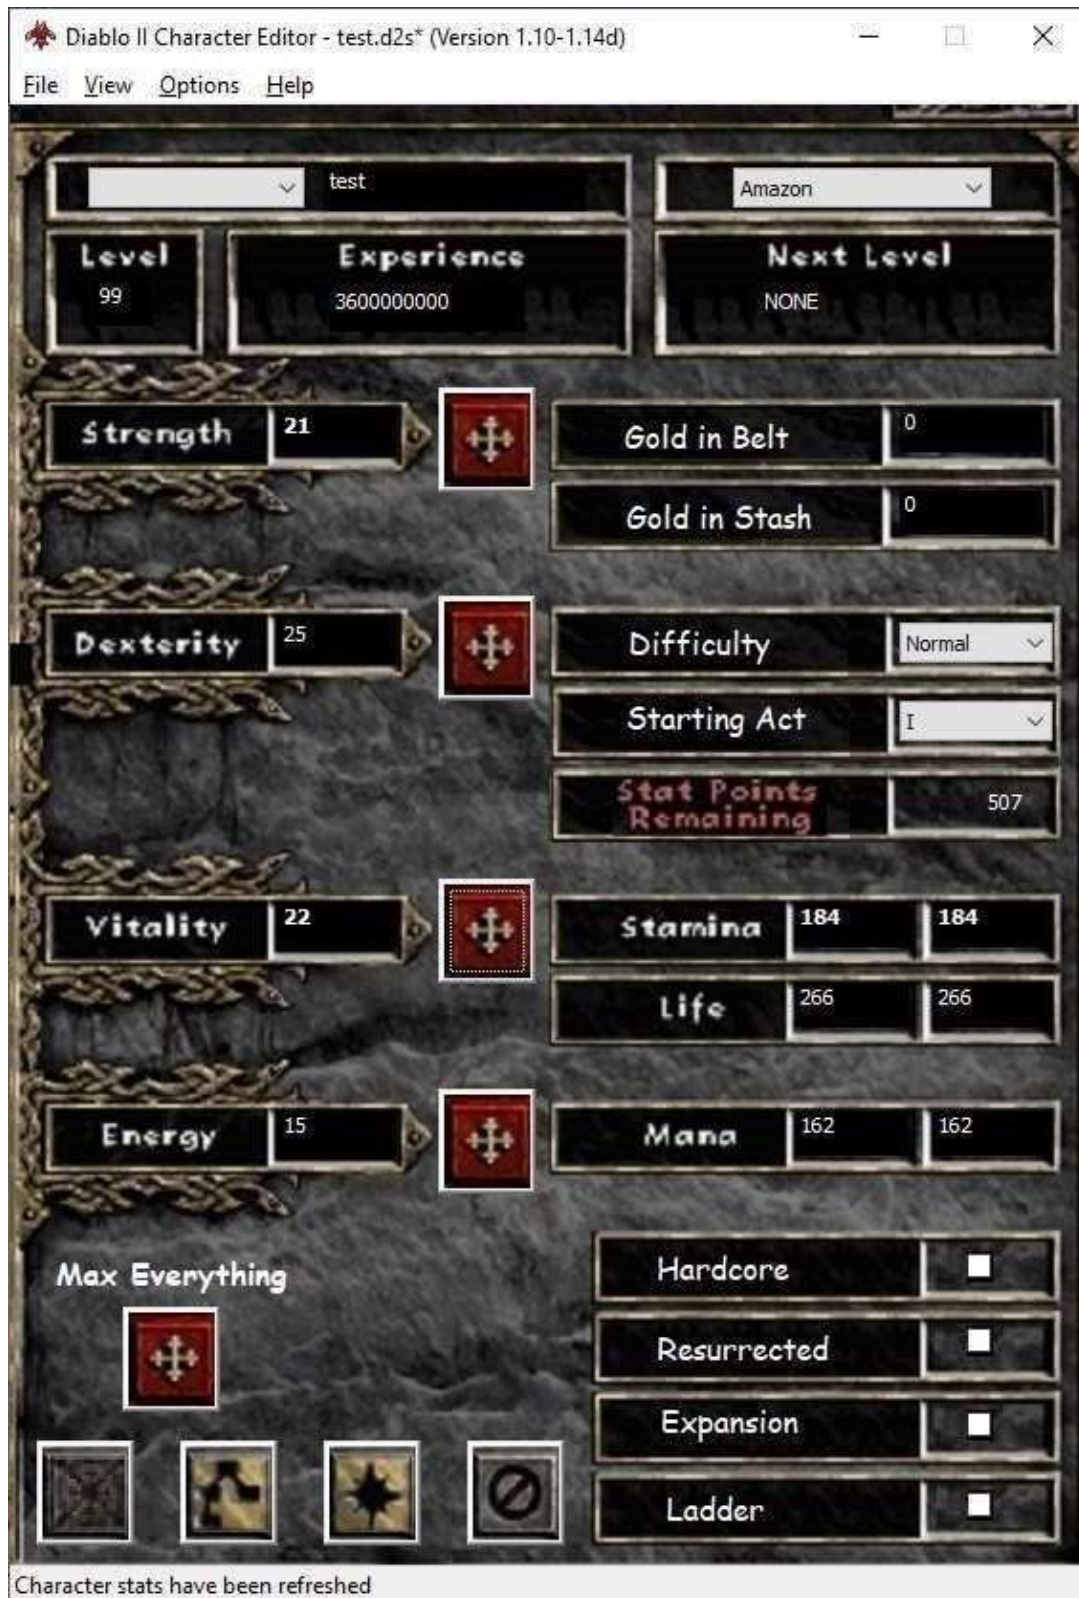 Diablo II Character Editor - test.d2s* (Version 1.10-1.14d)
File View Options Help
test
Amazon
Level
Experience
Next Level
99
3600000000
NONE
Strength 21
Gold in Belt 0
Gold in Stash 0
Dexterity 25
Difficulty Normal
Starting Act I
Stat Points
Remaining
507
Vitality 22
Stamina 184 184
Life 266 266
Energy 15
Mana 162 162
Max Everything
Hardcore
Resurrected
Expansion
Ladder
Character stats have been refreshed